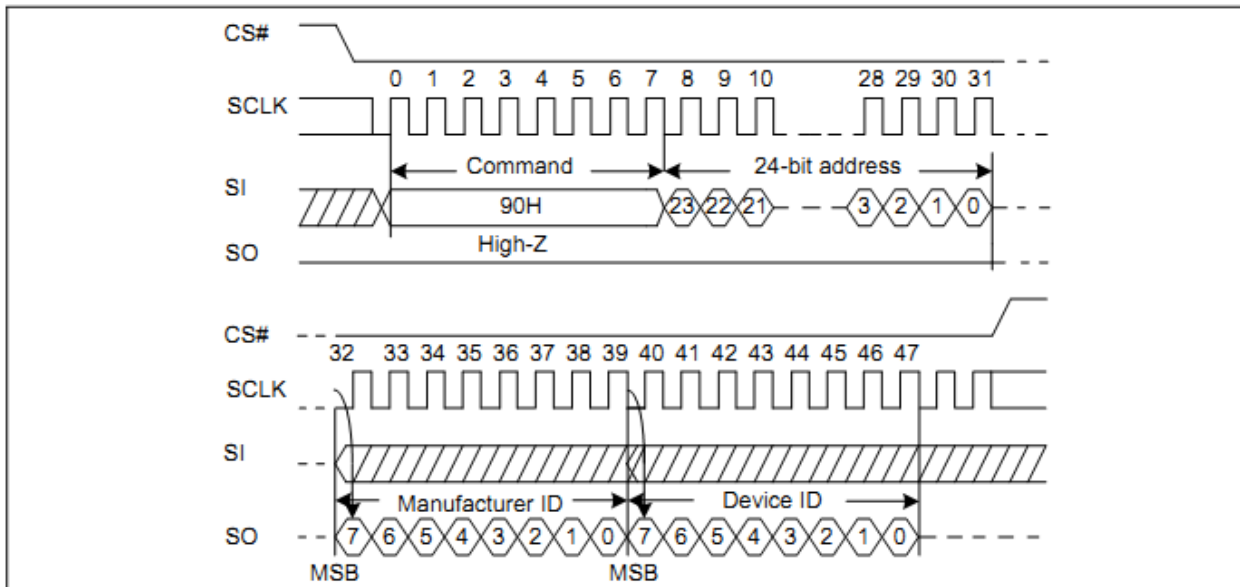 CS#
0 1 2 3 4 5 6 7 8 9 10 28 29 30 31
SCLK
Command 24-bit address
SI
90H 23 22 21 3 2 1 0
High-Z
SO
CS#
32 33 34 35 36 37 38 39 40 41 42 43 44 45 46 47
SCLK
SI
Manufacturer ID Device ID
SO 7 6 5 4 3 2 1 0 7 6 5 4 3 2 1 0
MSB MSB